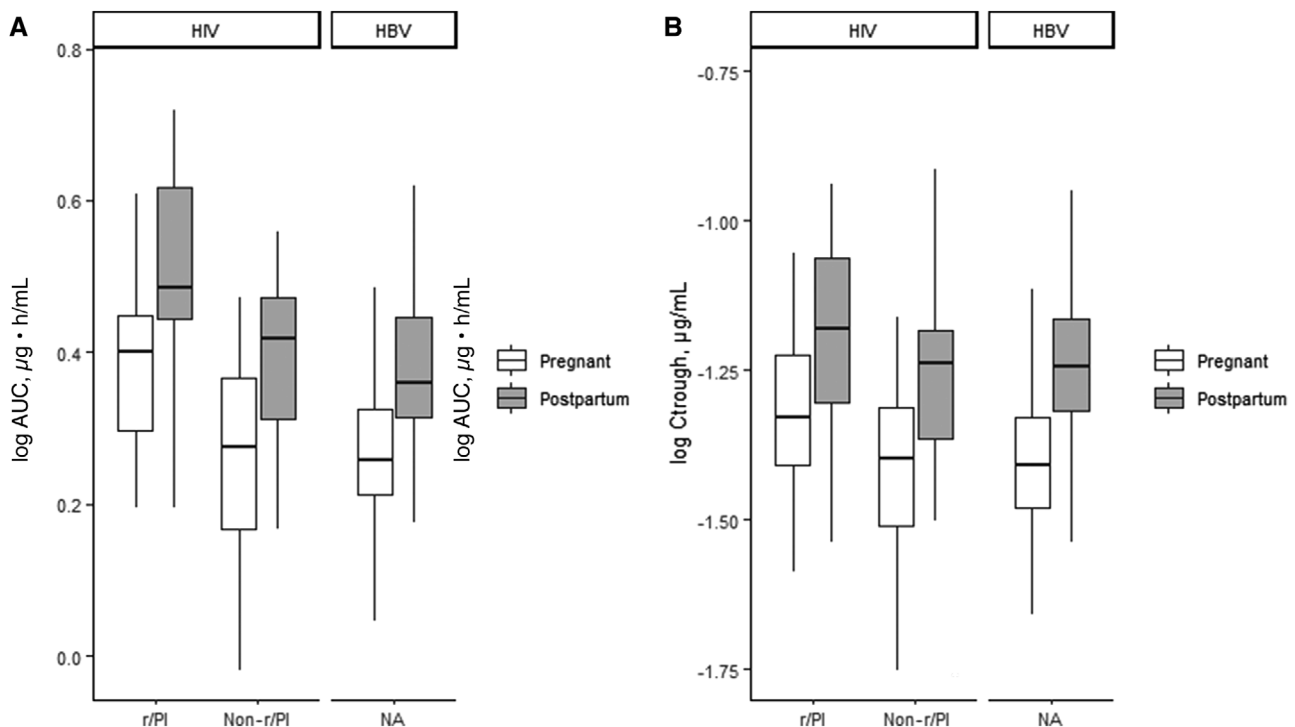 A
HIV
HBV
0.8
0.6
0.4
0.2
0.0
log AUC, µg • h/mL
log AUC, µg • h/mL
r/PI
Non-r/PI
NA
Pregnant
Postpartum
B
HIV
HBV
-0.75
-1.00
-1.25
-1.50
-1.75
log Ctrough, µg/mL
r/PI
Non-r/PI
NA
Pregnant
Postpartum